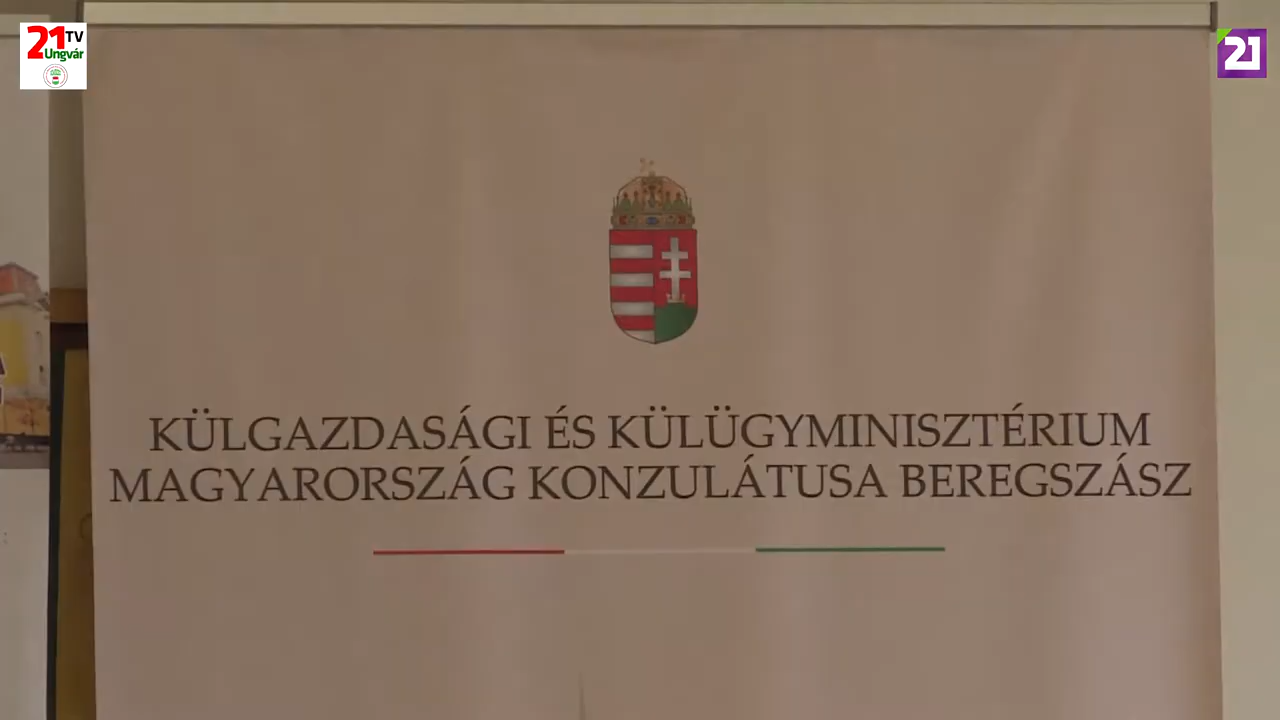 21 TV
Ungvár
21
KÜLGAZDASÁGI ÉS KÜLÜGYMINISZTÉRIUM
MAGYARORSZÁG KONZULÁTUSA BEREGSZÁSZ